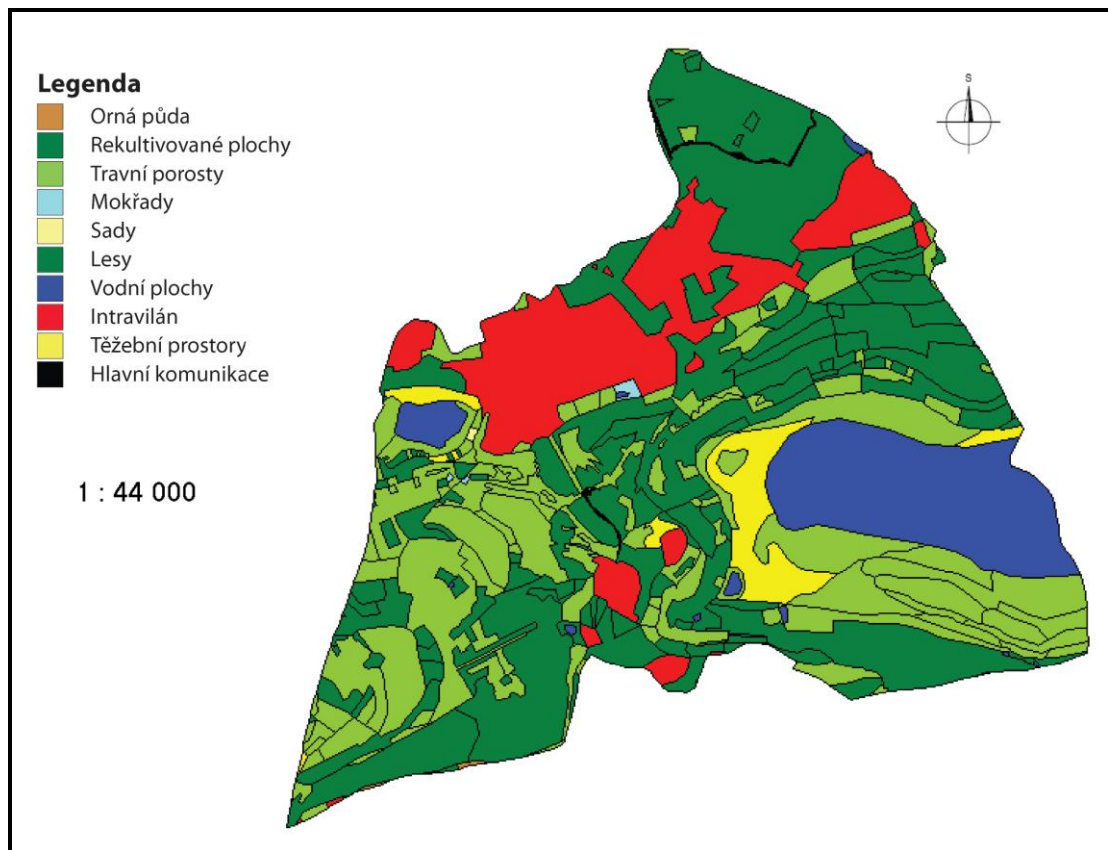 Legenda
Orná půda
Rekultivované plochy
Travní porosty
Mokřady
Sady
Lesy
Vodní plochy
Intravilán
Těžební prostory
Hlavní komunikace
S
1 : 44 000